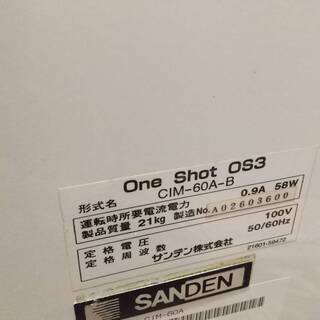 One Shot OS3
形式名 CIM-60A-B
運転時所要電流電力 0.9A 58W
製品質量 21kg 製造No. A02603600
定格電圧 100V
定格周波数 50/60Hz
サンデン株式会社 21601-59472
SANDEN
CIM-60A